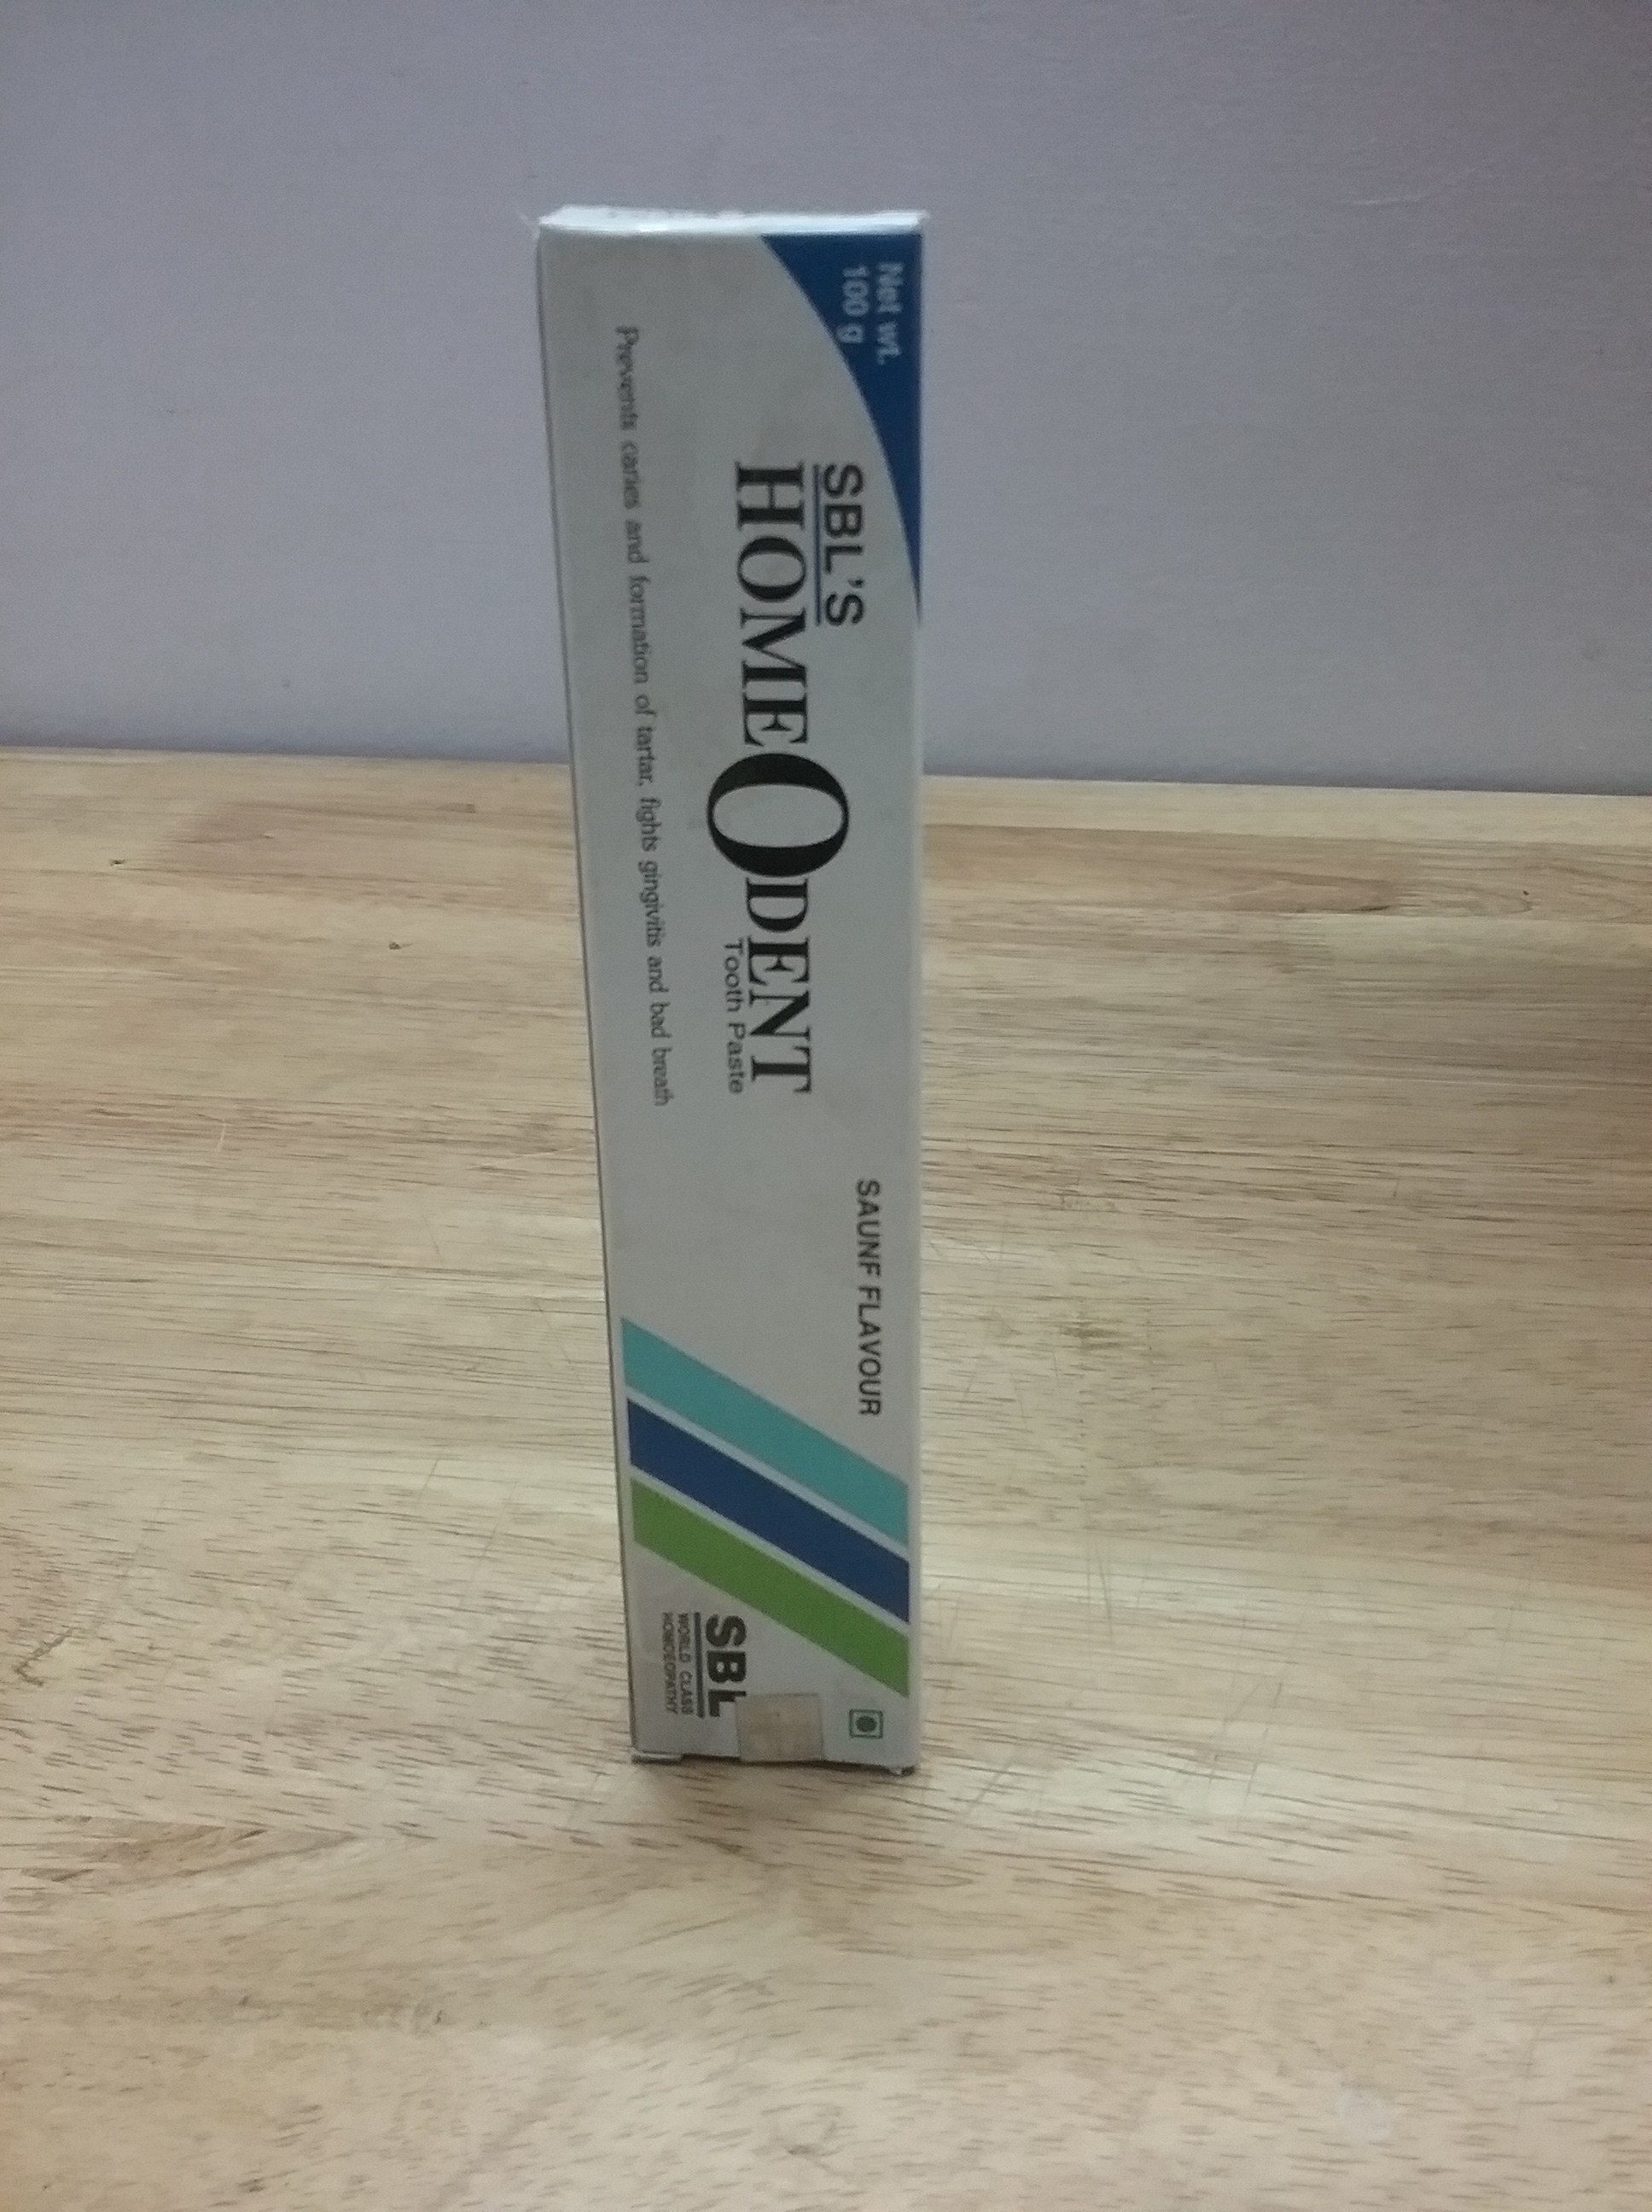 Net wt.
100 g
SBL'S
HOMEODENT
Tooth Paste
Prevents caries and formation of tartar, fights gingivitis and bad breath
SAUNF FLAVOUR
SBL
WORLD CLASS
HOMOEOPATHY